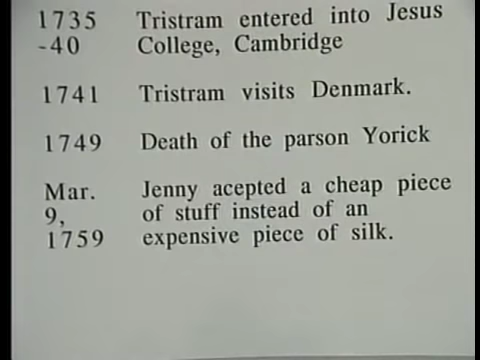 1735 Tristram entered into Jesus
-40 College, Cambridge
1741 Tristram visits Denmark.
1749 Death of the parson Yorick
Mar. Jenny acepted a cheap piece
9, of stuff instead of an
1759 expensive piece of silk.